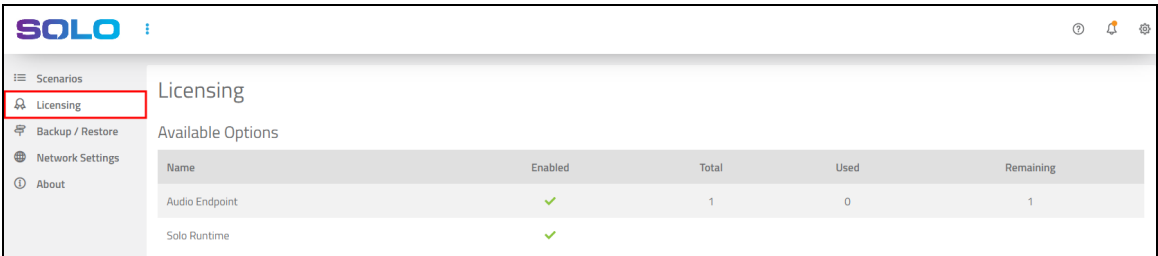 SOLO
Scenarios
Licensing
Backup / Restore
Network Settings
About
Licensing
Available Options
Name Enabled Total Used Remaining
Audio Endpoint 1 0 1
Solo Runtime